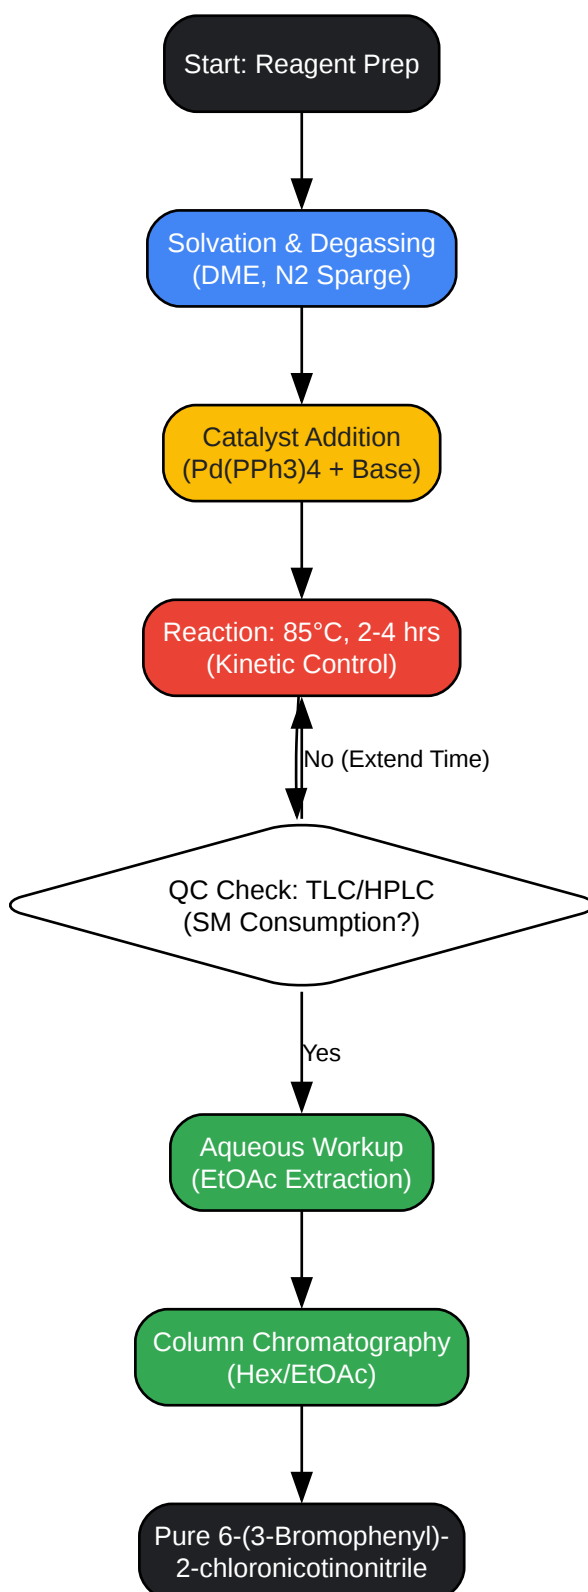 Start: Reagent Prep
Solvation & Degassing
(DME, N2 Sparge)
Catalyst Addition
(Pd(PPh3)4 + Base)
Reaction: 85°C, 2-4 hrs
(Kinetic Control)
No (Extend Time)
QC Check: TLC/HPLC
(SM Consumption?)
Yes
Aqueous Workup
(EtOAc Extraction)
Column Chromatography
(Hex/EtOAc)
Pure 6-(3-Bromophenyl)-
2-chloronicotinonitrile